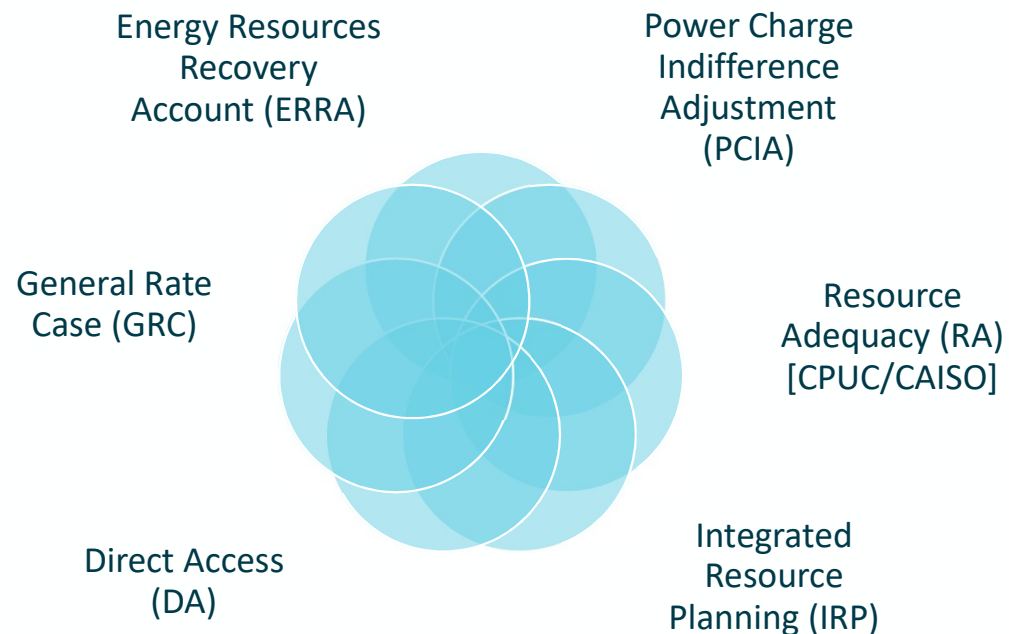 Energy Resources
Recovery
Account (ERRA)
Power Charge
Indifference
Adjustment
(PCIA)
General Rate
Case (GRC)
Resource
Adequacy (RA)
[CPUC/CAISO]
Direct Access
(DA)
Integrated
Resource
Planning (IRP)